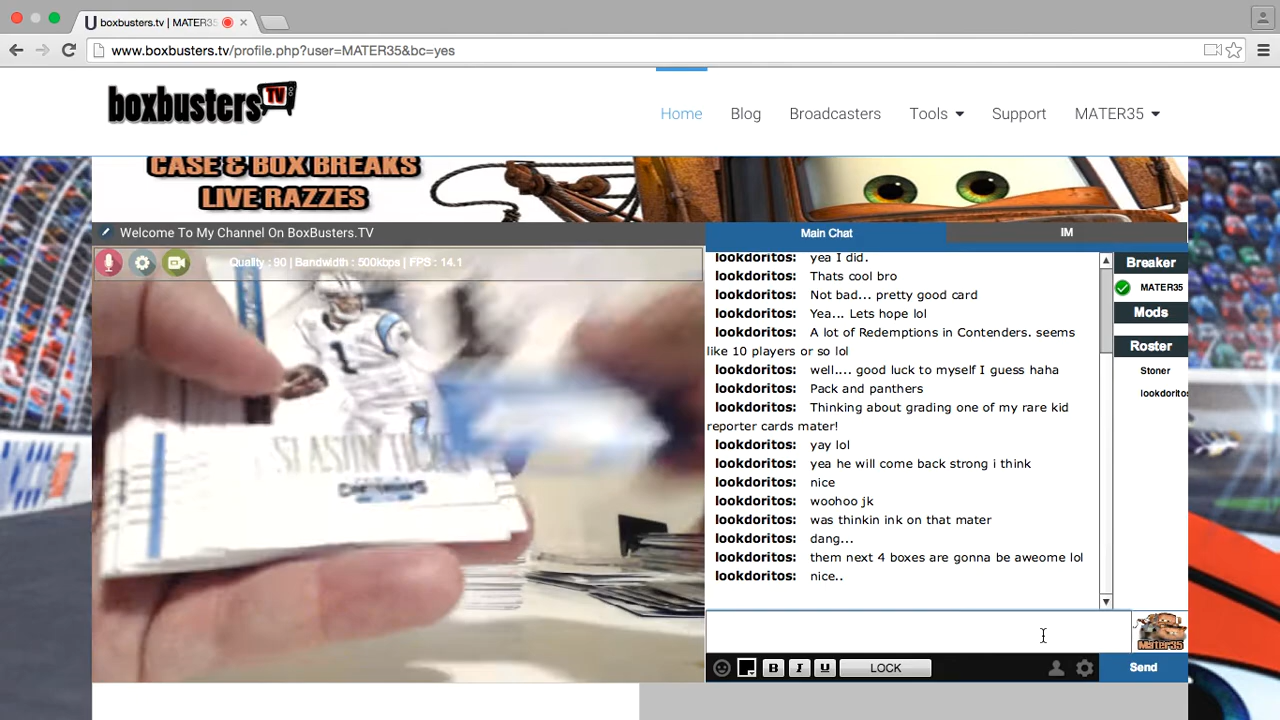 boxbusters.tv | MATER35
www.boxbusters.tv/profile.php?user=MATER35&bc=yes
boxbusters TV
Home Blog Broadcasters Tools Support MATER35
CASE & BOX BREAKS
LIVE RAZZES
Welcome To My Channel On BoxBusters.TV
Main Chat IM
Quality : 90 | Bandwidth : 500kbps | FPS : 14.1
lookdoritos: yea I did.
lookdoritos: Thats cool bro
lookdoritos: Not bad... pretty good card
lookdoritos: Yea... Lets hope lol
lookdoritos: A lot of Redemptions in Contenders. seems
like 10 players or so lol
lookdoritos: well.... good luck to myself I guess haha
lookdoritos: Pack and panthers
lookdoritos: Thinking about grading one of my rare kid
reporter cards mater!
lookdoritos: yay lol
lookdoritos: yea he will come back strong i think
lookdoritos: nice
lookdoritos: woohoo jk
lookdoritos: was thinkin ink on that mater
lookdoritos: dang...
lookdoritos: them next 4 boxes are gonna be aweome lol
lookdoritos: nice..
Breaker
MATER35
Mods
Roster
Stoner
lookdoritos
1
SEASON TICKET
CONTENDERS
Mater35
B I U LOCK Send